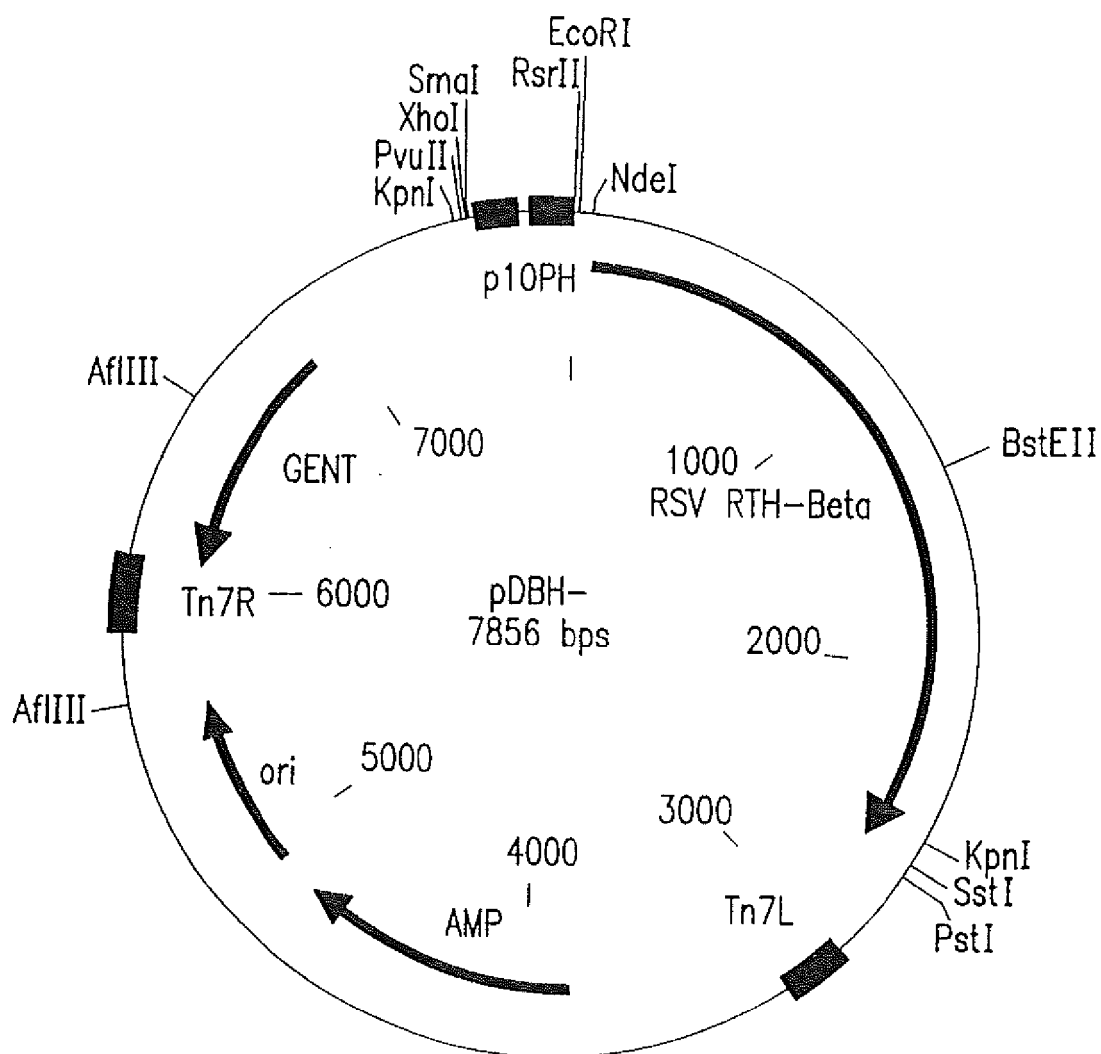 EcoRI
RsrII
SmaI
XhoI
PvuII
KpnI
NdeI
p10PH
AflIII
BstEII
7000
GENT
1000
RSV RTH-Beta
Tn7R
6000
pDBH-
7856 bps
2000
AflIII
ori
5000
3000
4000
KpnI
SstI
PstI
AMP
Tn7L